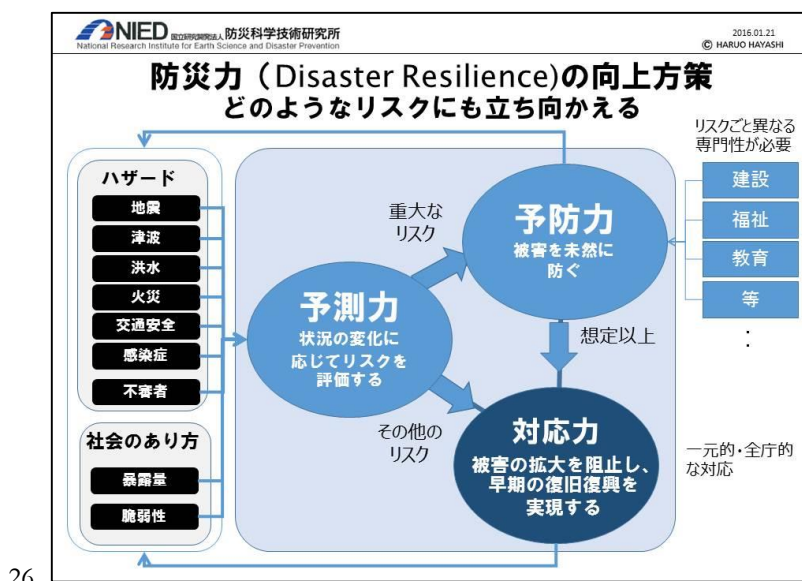 NIED 国立研究開発法人 防災科学技術研究所
National Research Institute for Earth Science and Disaster Prevention
2016.01.21
© HARUO HAYASHI
防災力（Disaster Resilience)の向上方策
どのようなリスクにも立ち向かえる
ハザード
地震
津波
洪水
火災
交通安全
感染症
不審者
社会のあり方
暴露量
脆弱性
予測力
状況の変化に
応じてリスクを
評価する
重大な
リスク
その他の
リスク
予防力
被害を未然に
防ぐ
想定以上
対応力
被害の拡大を阻止し、
早期の復旧復興を
実現する
リスクごと異なる
専門性が必要
建設
福祉
教育
等
：
一元的・全庁的
な対応
26